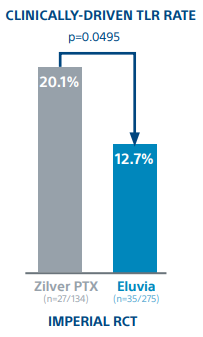 CLINICALLY-DRIVEN TLR RATE
p=0.0495
20.1%
12.7%
Zilver PTX Eluvia
(n=27/134) (n=35/275)
IMPERIAL RCT